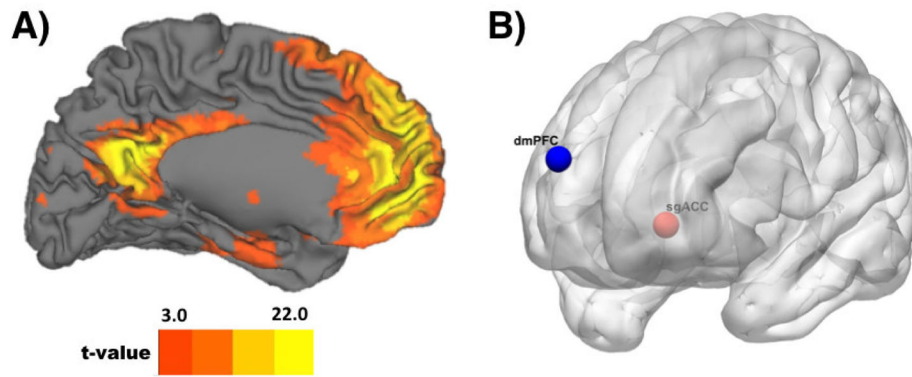 A)
B)
dmPFC
sgACC
3.0 22.0
t-value